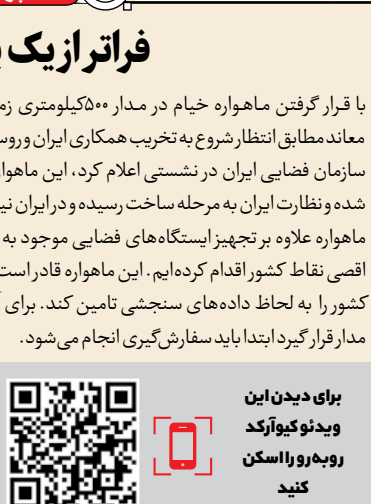 فراتر از یک
با قرار گرفتن ماهواره خیام در مدار ۵۰۰کیلومتری
معاند مطابق انتظار شروع به تخریب همکاری ایران و
سازمان فضایی ایران در نشستی اعلام کرد، این
شده و نظارت ایران به مرحله ساخت رسیده و در ایران
ماهواره علاوه بر تجهیز ایستگاه‌های فضایی موجود به
اقصی نقاط کشور اقدام کرده‌ایم. این ماهواره قادر است
کشور را به لحاظ داده‌های سنجشی تامین کند. برای
مدار قرار گیرد ابتدا باید سفارش‌گیری انجام می‌شود.
برای دیدن این
ویدئو کیوآرکد
روبه‌رو را اسکن
کنید